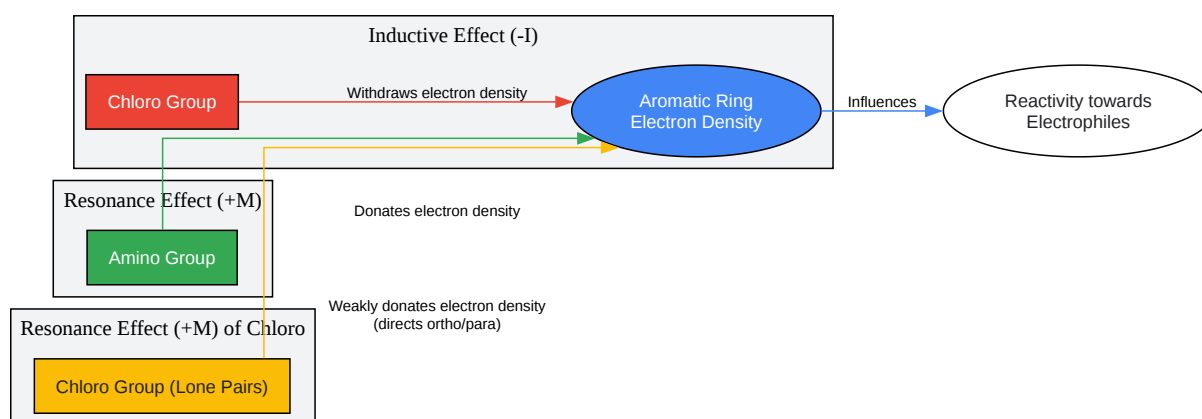 Inductive Effect (-I)
Chloro Group
Withdraws electron density
Aromatic Ring
Electron Density
Influences
Reactivity towards
Electrophiles
Resonance Effect (+M)
Amino Group
Donates electron density
Weakly donates electron density
(directs ortho/para)
Resonance Effect (+M) of Chloro
Chloro Group (Lone Pairs)